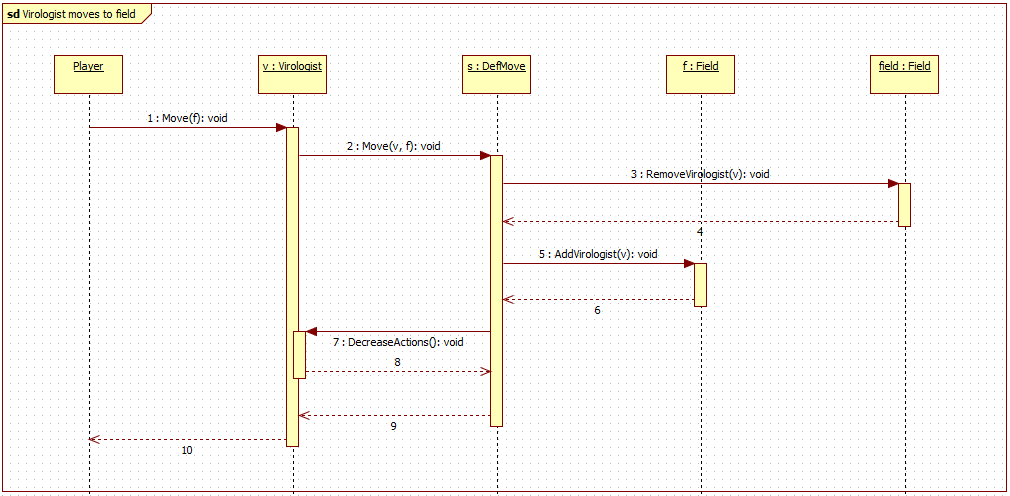 sd Virologist moves to field
Player
v : Virologist
s : DefMove
f : Field
field : Field
1 : Move(f): void
2 : Move(v, f): void
3 : RemoveVirologist(v): void
4
5 : AddVirologist(v): void
6
7 : DecreaseActions(): void
8
9
10